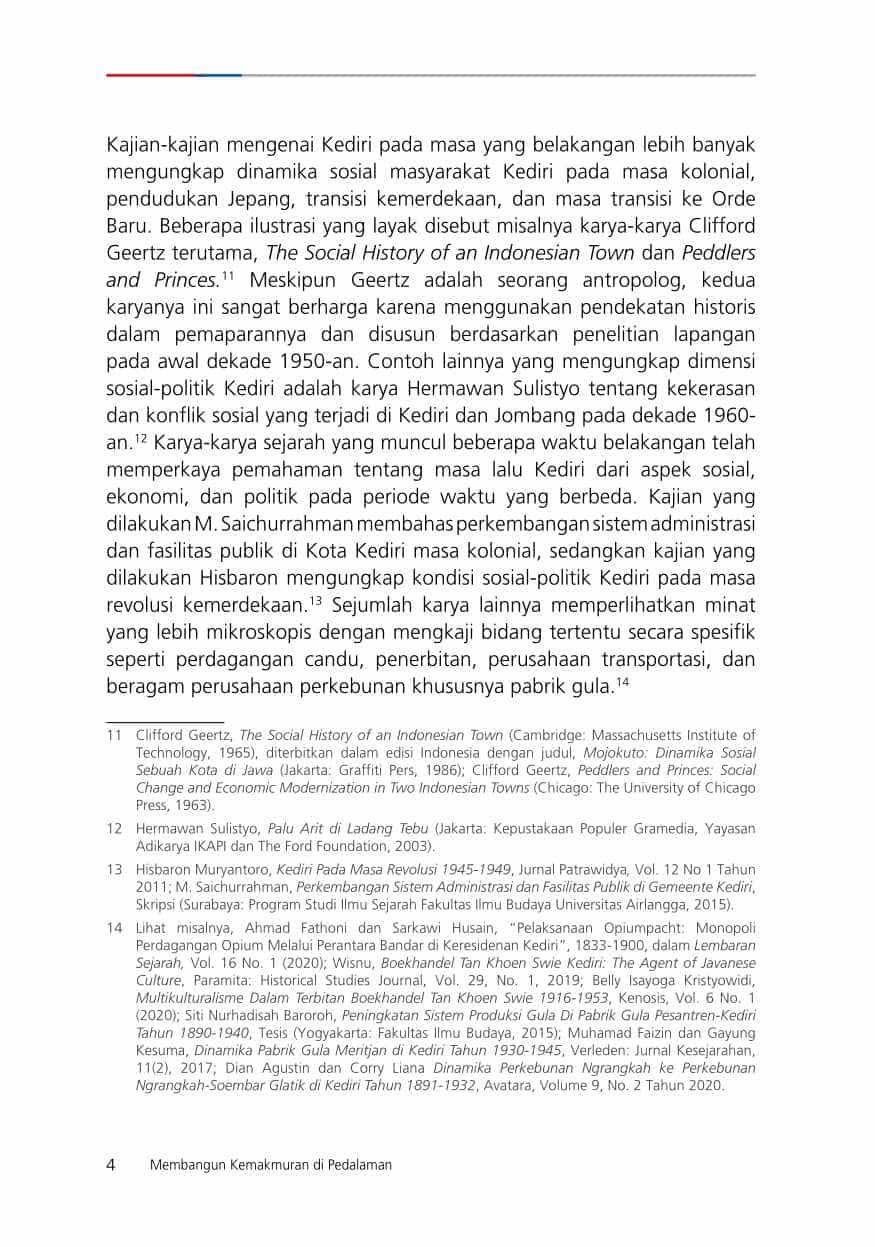 Kajian-kajian mengenai Kediri pada masa yang belakangan lebih banyak
mengungkap dinamika sosial masyarakat Kediri pada masa kolonial,
pendudukan Jepang, transisi kemerdekaan, dan masa transisi ke Orde
Baru. Beberapa ilustrasi yang layak disebut misalnya karya-karya Clifford
Geertz terutama, The Social History of an Indonesian Town dan Peddlers
and Princes.11 Meskipun Geertz adalah seorang antropolog, kedua
karyanya ini sangat berharga karena menggunakan pendekatan historis
dalam pemaparannya dan disusun berdasarkan penelitian lapangan
pada awal dekade 1950-an. Contoh lainnya yang mengungkap dimensi
sosial-politik Kediri adalah karya Hermawan Sulistyo tentang kekerasan
dan konflik sosial yang terjadi di Kediri dan Jombang pada dekade 1960-
an.12 Karya-karya sejarah yang muncul beberapa waktu belakangan telah
memperkaya pemahaman tentang masa lalu Kediri dari aspek sosial,
ekonomi, dan politik pada periode waktu yang berbeda. Kajian yang
dilakukan M. Saichurrahman membahas perkembangan sistem administrasi
dan fasilitas publik di Kota Kediri masa kolonial, sedangkan kajian yang
dilakukan Hisbaron mengungkap kondisi sosial-politik Kediri pada masa
revolusi kemerdekaan.13 Sejumlah karya lainnya memperlihatkan minat
yang lebih mikroskopis dengan mengkaji bidang tertentu secara spesifik
seperti perdagangan candu, penerbitan, perusahaan transportasi, dan
beragam perusahaan perkebunan khususnya pabrik gula.14
11 Clifford Geertz, The Social History of an Indonesian Town (Cambridge: Massachusetts Institute of
Technology, 1965), diterbitkan dalam edisi Indonesia dengan judul, Mojokuto: Dinamika Sosial
Sebuah Kota di Jawa (Jakarta: Graffiti Pers, 1986); Clifford Geertz, Peddlers and Princes: Social
Change and Economic Modernization in Two Indonesian Towns (Chicago: The University of Chicago
Press, 1963).
12 Hermawan Sulistyo, Palu Arit di Ladang Tebu (Jakarta: Kepustakaan Populer Gramedia, Yayasan
Adikarya IKAPI dan The Ford Foundation, 2003).
13 Hisbaron Muryantoro, Kediri Pada Masa Revolusi 1945-1949, Jurnal Patrawidya, Vol. 12 No 1 Tahun
2011; M. Saichurrahman, Perkembangan Sistem Administrasi dan Fasilitas Publik di Gemeente Kediri,
Skripsi (Surabaya: Program Studi Ilmu Sejarah Fakultas Ilmu Budaya Universitas Airlangga, 2015).
14 Lihat misalnya, Ahmad Fathoni dan Sarkawi Husain, “Pelaksanaan Opiumpacht: Monopoli
Perdagangan Opium Melalui Perantara Bandar di Keresidenan Kediri”, 1833-1900, dalam Lembaran
Sejarah, Vol. 16 No. 1 (2020); Wisnu, Boekhandel Tan Khoen Swie Kediri: The Agent of Javanese
Culture, Paramita: Historical Studies Journal, Vol. 29, No. 1, 2019; Belly Isayoga Kristyowidi,
Multikulturalisme Dalam Terbitan Boekhandel Tan Khoen Swie 1916-1953, Kenosis, Vol. 6 No. 1
(2020); Siti Nurhadisah Baroroh, Peningkatan Sistem Produksi Gula Di Pabrik Gula Pesantren-Kediri
Tahun 1890-1940, Tesis (Yogyakarta: Fakultas Ilmu Budaya, 2015); Muhamad Faizin dan Gayung
Kesuma, Dinamika Pabrik Gula Meritjan di Kediri Tahun 1930-1945, Verleden: Jurnal Kesejarahan,
11(2), 2017; Dian Agustin dan Corry Liana Dinamika Perkebunan Ngrangkah ke Perkebunan
Ngrangkah-Soembar Glatik di Kediri Tahun 1891-1932, Avatara, Volume 9, No. 2 Tahun 2020.
4 Membangun Kemakmuran di Pedalaman